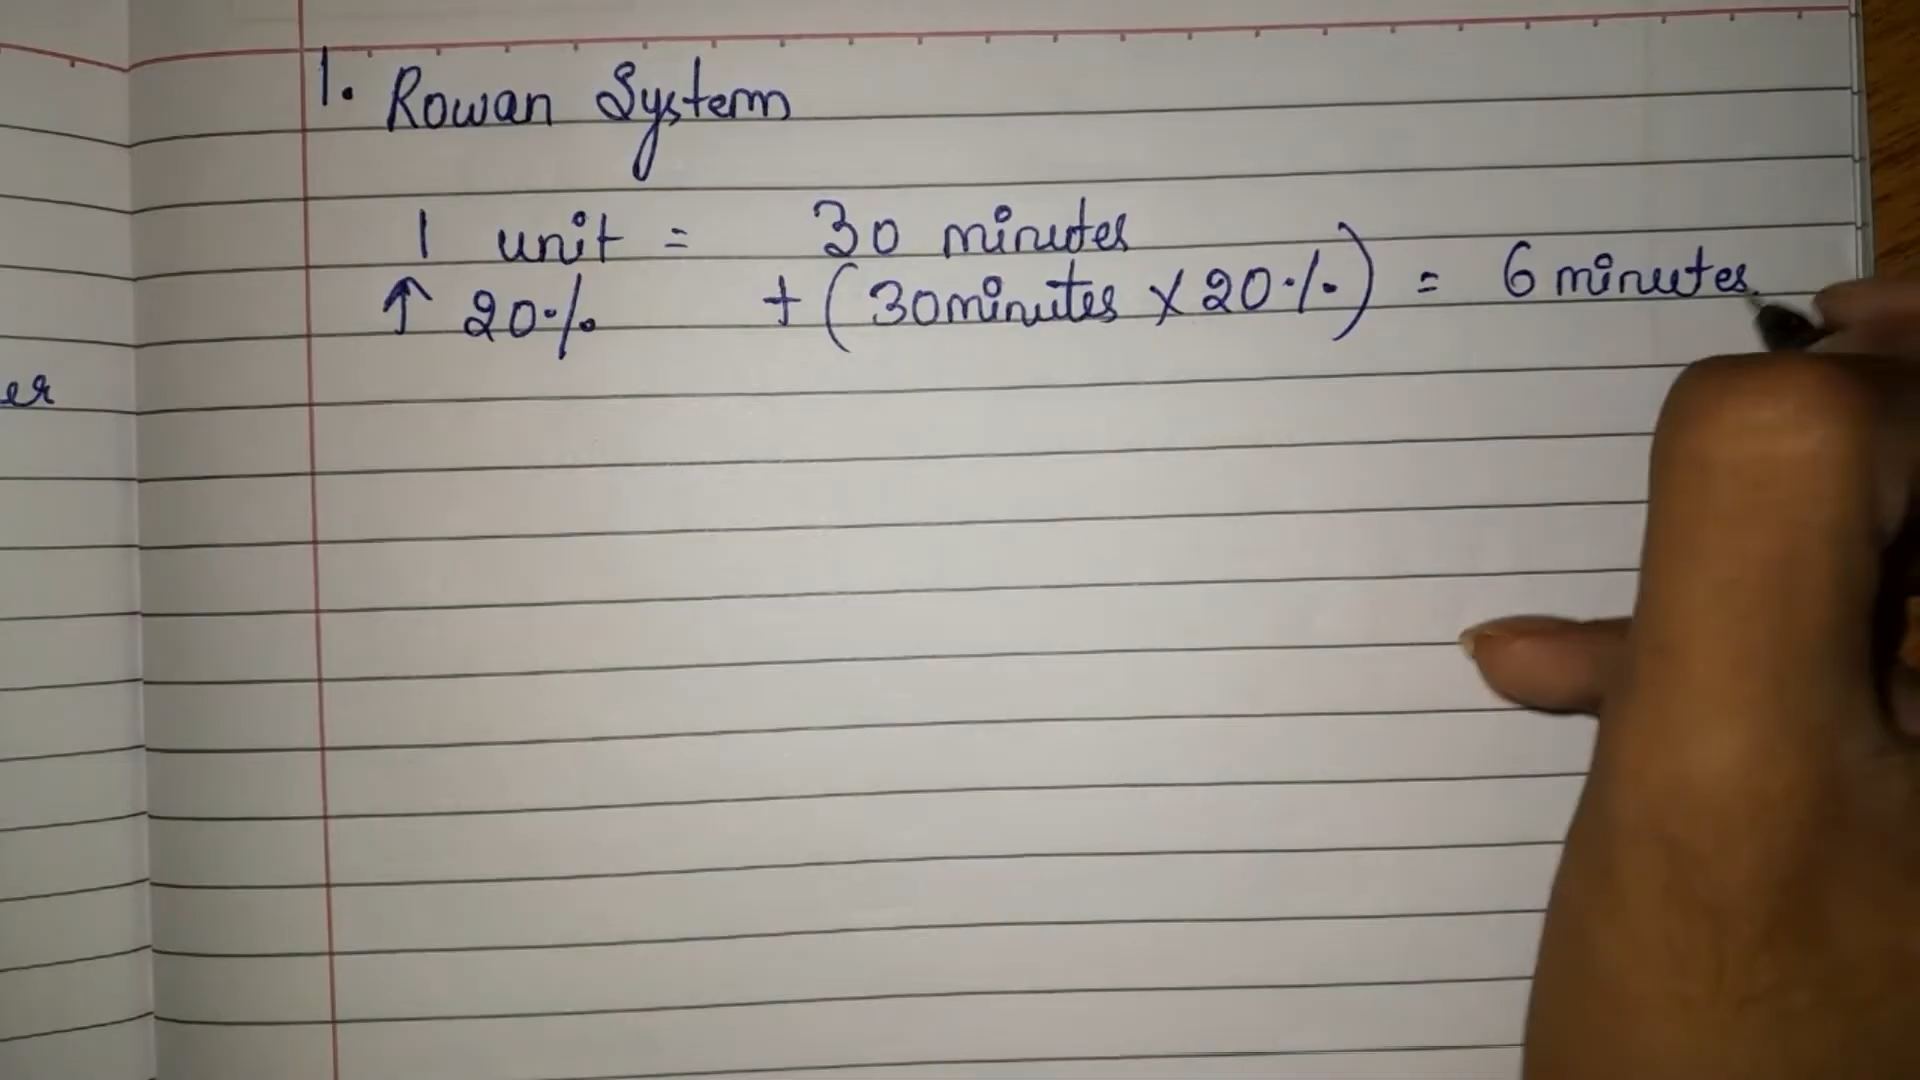 1. Rowan System
1 unit = 30 minutes
↑ 20% + (30minutes × 20%) = 6 minutes
er